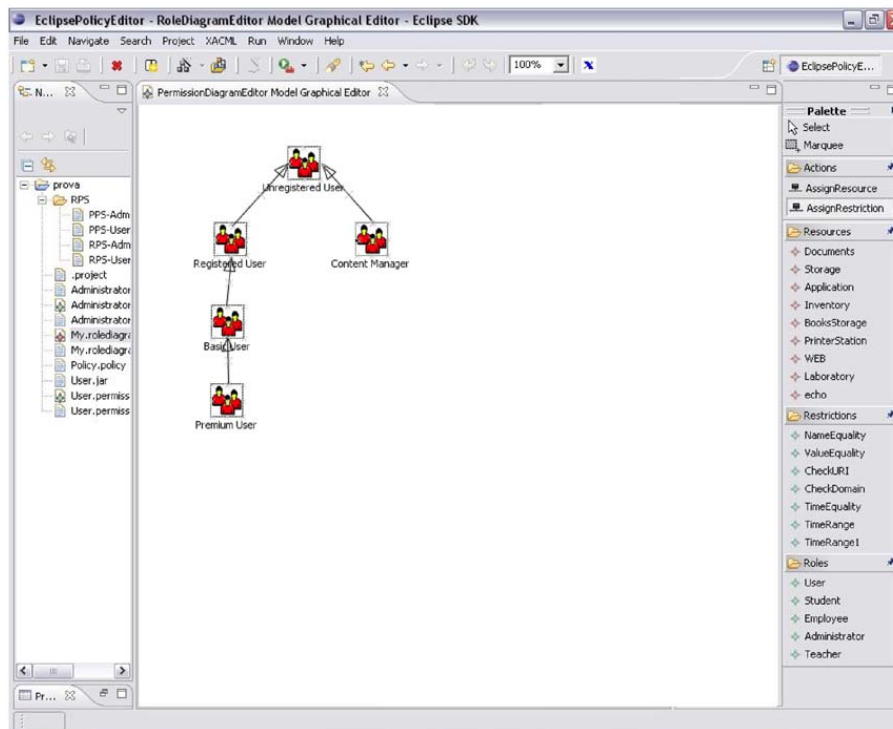 EclipsePolicyEditor - RoleDiagramEditor Model Graphical Editor - Eclipse SDK
File Edit Navigate Search Project XACML Run Window Help
100%
EclipsePolicyE...
N...
PermissionDiagramEditor Model Graphical Editor
prova
RPS
PPS-Adm
PPS-User
RPS-Adm
RPS-User
.project
Administrator
Administrator
Administrator
My.rolediagra
My.rolediagra
Policy.policy
User.jar
User.permiss
User.permiss
Pr...
Unregistered User
Registered User
Content Manager
Basic User
Premium User
Palette
Select
Marquee
Actions
AssignResource
AssignRestriction
Resources
Documents
Storage
Application
Inventory
BooksStorage
PrinterStation
WEB
Laboratory
echo
Restrictions
NameEquality
ValueEquality
CheckURI
CheckDomain
TimeEquality
TimeRange
TimeRange1
Roles
User
Student
Employee
Administrator
Teacher